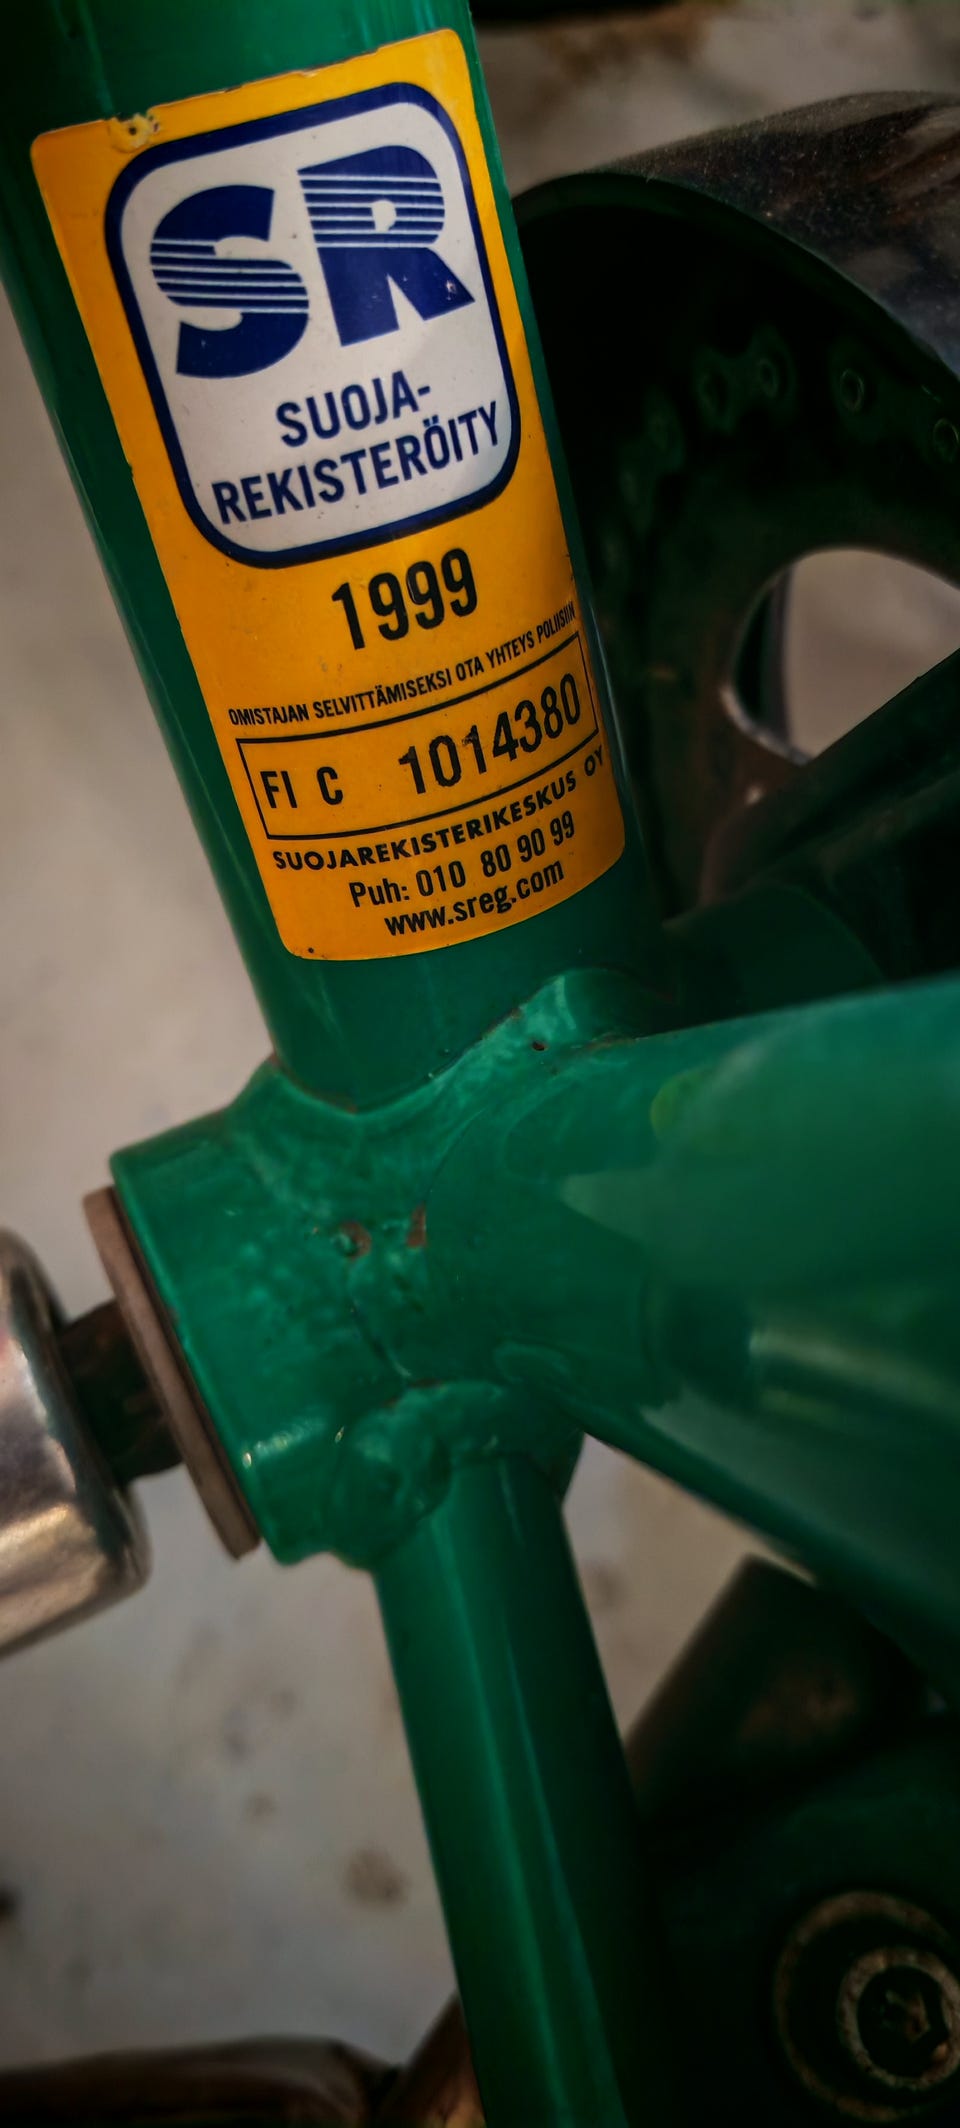 SR
SUOJA-
REKISTERÖITY
1999
OMISTAJAN SELVITTÄMISEKSI OTA YHTEYS POLIISIIN
FI C 1014380
SUOJAREKISTERIKESKUS OY
Puh: 010 80 90 99
www.sreg.com